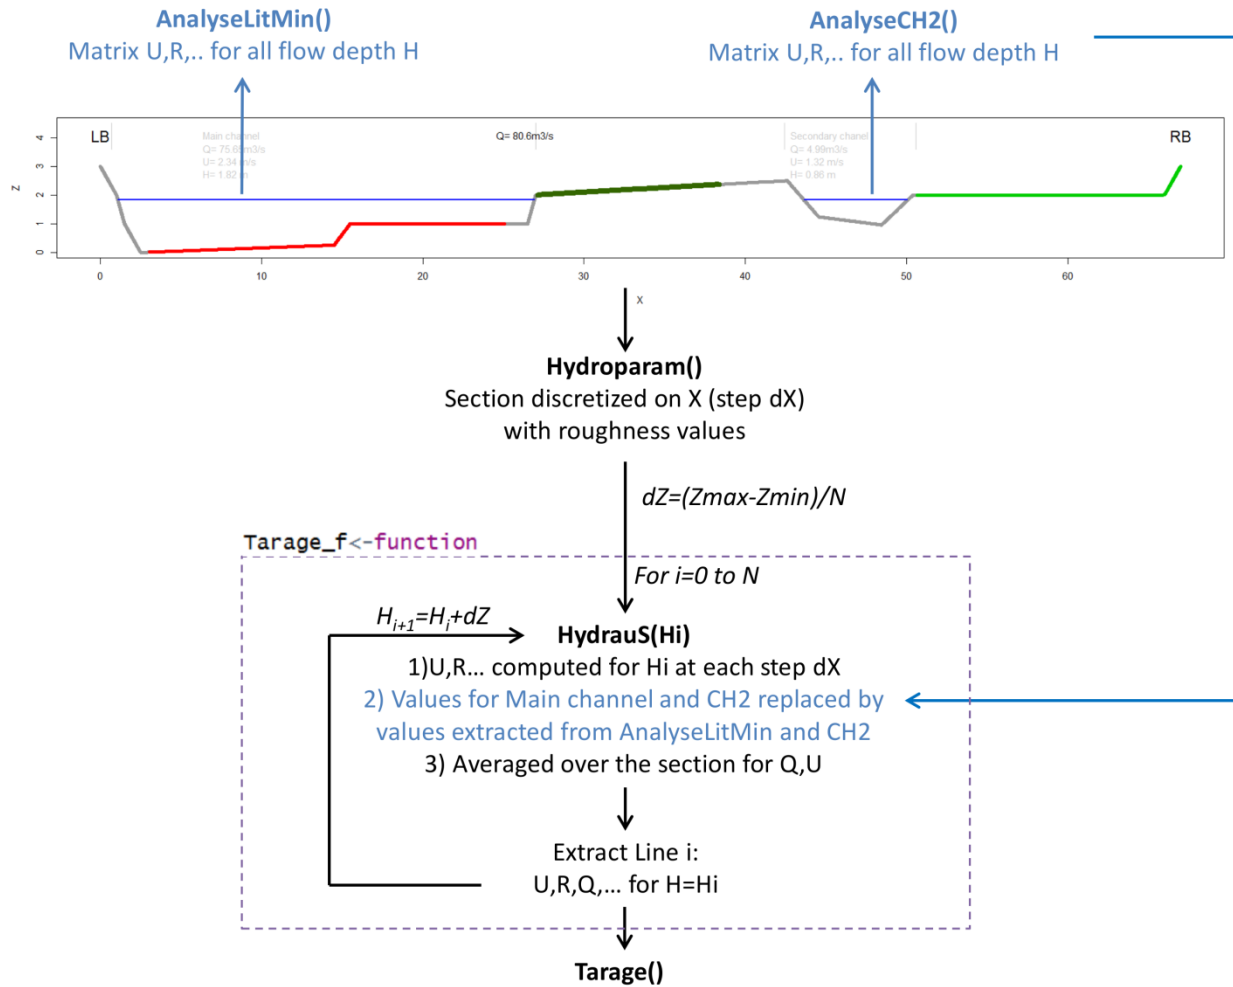 AnalyseLitMin()
Matrix U,R,.. for all flow depth H
AnalyseCH2()
Matrix U,R,.. for all flow depth H
LB
Main channel
Q= 75.65m3/s
U= 2.34 m/s
H= 1.82 m
Q= 80.6m3/s
Secondary channel
Q= 4.99m3/s
U= 1.32 m/s
H= 0.86 m
RB
Z
4
3
2
1
0
0
10
20
30
40
50
60
X
Hydroparam()
Section discretized on X (step dX)
with roughness values
dZ=(Zmax-Zmin)/N
Tarage_f<-function
For i=0 to N
Hi+1=Hi+dZ
HydrauS(Hi)
1)U,R... computed for Hi at each step dX
2) Values for Main channel and CH2 replaced by
values extracted from AnalyseLitMin and CH2
3) Averaged over the section for Q,U
Extract Line i:
U,R,Q,... for H=Hi
Tarage()